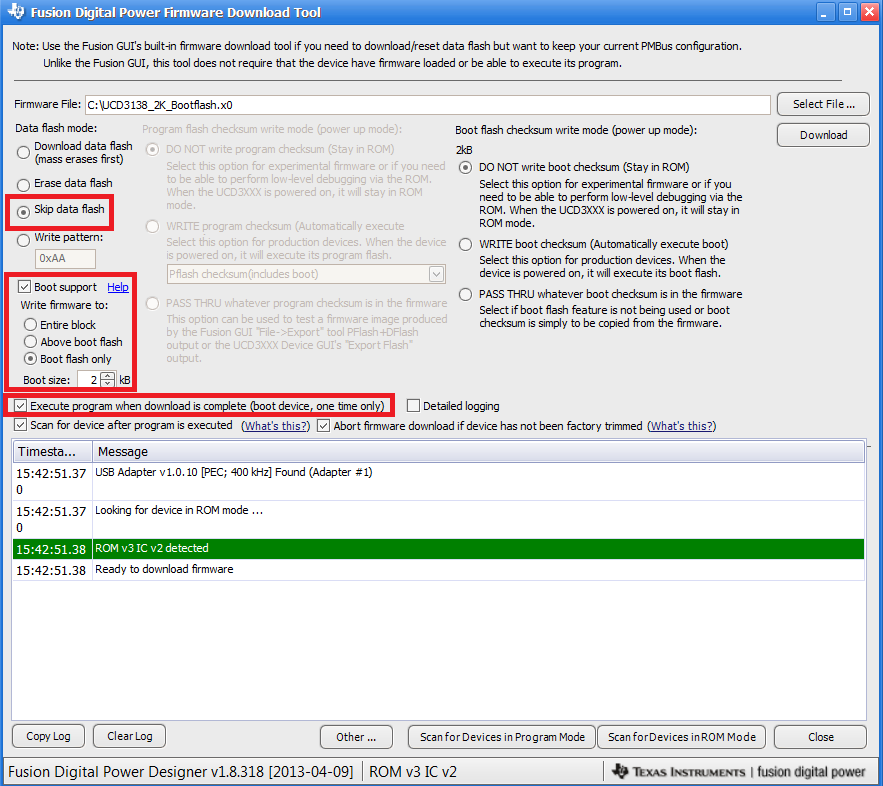 Fusion Digital Power Firmware Download Tool
Note: Use the Fusion GUI's built-in firmware download tool if you need to download/reset data flash but want to keep your current PMBus configuration.
Unlike the Fusion GUI, this tool does not require that the device have firmware loaded or be able to execute its program.
Firmware File: C:\UCD3138_2K_Bootflash.x0 Select File ...
Download
Data flash mode:
Download data flash
(mass erases first)
Erase data flash
Skip data flash
Write pattern:
0xAA
Boot support Help
Write firmware to:
Entire block
Above boot flash
Boot flash only
Boot size: 2 kB
Program flash checksum write mode (power up mode):
DO NOT write program checksum (Stay in ROM)
Select this option for experimental firmware or if you need
to be able to perform low-level debugging via the ROM.
When the UCD3XXX is powered on, it will stay in ROM
mode.
WRITE program checksum (Automatically execute
Select this option for production devices. When the device
is powered on, it will execute its program flash.
Pflash checksum(includes boot)
PASS THRU whatever program checksum is in the firmware
This option can be used to test a firmware image produced
by the Fusion GUI "File->Export" tool PFlash+DFlash
output or the UCD3XXX Device GUI's "Export Flash"
output.
Boot flash checksum write mode (power up mode):
2kB
DO NOT write boot checksum (Stay in ROM)
Select this option for experimental firmware or if you
need to be able to perform low-level debugging via the
ROM. When the UCD3XXX is powered on, it will stay in
ROM mode.
WRITE boot checksum (Automatically execute boot)
Select this option for production devices. When the
device is powered on, it will execute its boot flash.
PASS THRU whatever boot checksum is in the firmware
Select if boot flash feature is not being used or boot
checksum is simply to be copied from the firmware.
Execute program when download is complete (boot device, one time only) Detailed logging
Scan for device after program is executed (What's this?) Abort firmware download if device has not been factory trimmed (What's this?)
Timesta... Message
15:42:51.37 USB Adapter v1.0.10 [PEC; 400 kHz] Found (Adapter #1)
0
15:42:51.37 Looking for device in ROM mode ...
0
15:42:51.38 ROM v3 IC v2 detected
15:42:51.38 Ready to download firmware
Copy Log Clear Log Other ... Scan for Devices in Program Mode Scan for Devices in ROM Mode Close
Fusion Digital Power Designer v1.8.318 [2013-04-09] ROM v3 IC v2 TEXAS INSTRUMENTS | fusion digital power